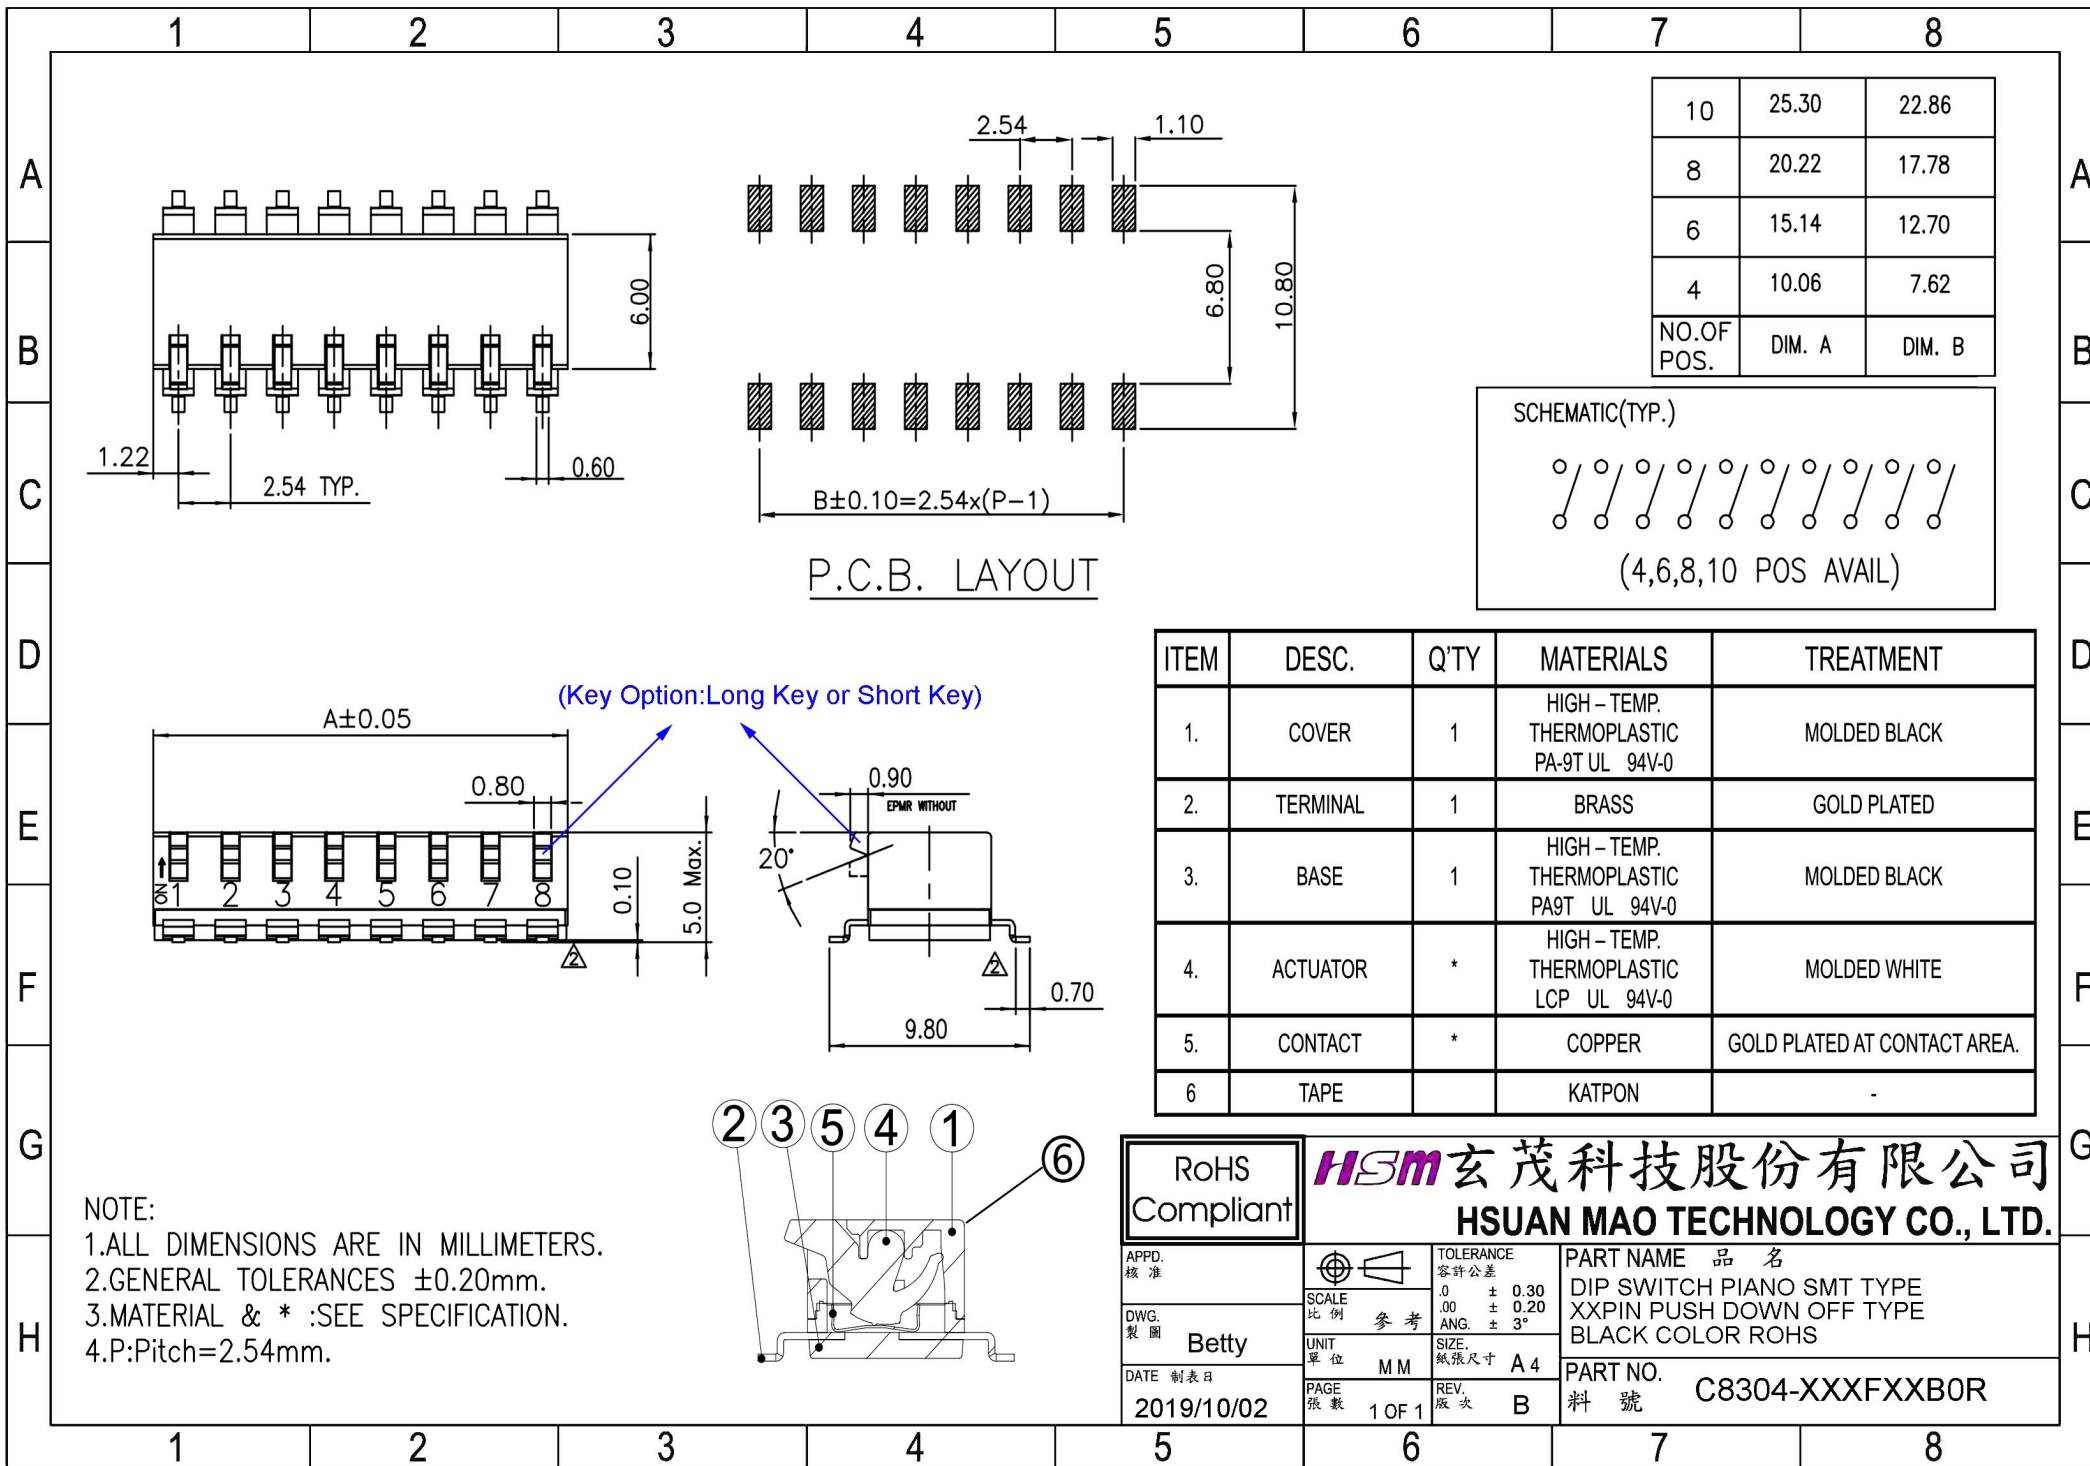 1 2 3 4 5 6 7 8
A
B
C
D
E
F
G
H
A
B
C
D
E
F
G
H
6.00
1.22
2.54 TYP.
0.60
2.54
1.10
6.80
10.80
B±0.10=2.54x(P-1)
P.C.B. LAYOUT
10 25.30 22.86
8 20.22 17.78
6 15.14 12.70
4 10.06 7.62
NO.OF POS. DIM. A DIM. B
SCHEMATIC(TYP.)
(4,6,8,10 POS AVAIL)
(Key Option:Long Key or Short Key)
A±0.05
0.80
ON
1 2 3 4 5 6 7 8
0.10
5.0 Max.
2
0.90
EPMR WITHOUT
20°
2
0.70
9.80
ITEM DESC. Q'TY MATERIALS TREATMENT
1. COVER 1 HIGH – TEMP. THERMOPLASTIC PA-9T UL 94V-0 MOLDED BLACK
2. TERMINAL 1 BRASS GOLD PLATED
3. BASE 1 HIGH – TEMP. THERMOPLASTIC PA9T UL 94V-0 MOLDED BLACK
4. ACTUATOR * HIGH – TEMP. THERMOPLASTIC LCP UL 94V-0 MOLDED WHITE
5. CONTACT * COPPER GOLD PLATED AT CONTACT AREA.
6 TAPE KATPON -
2 3 5 4 1
6
NOTE:
1.ALL DIMENSIONS ARE IN MILLIMETERS.
2.GENERAL TOLERANCES ±0.20mm.
3.MATERIAL & * :SEE SPECIFICATION.
4.P:Pitch=2.54mm.
RoHS
Compliant
HSM 玄茂科技股份有限公司
HSUAN MAO TECHNOLOGY CO., LTD.
APPD.
核 准
DWG.
製 圖 Betty
DATE 制表日
2019/10/02
SCALE
比 例 參 考
UNIT
單 位 MM
PAGE
張 數 1 OF 1
TOLERANCE
容許公差
.0 ± 0.30
.00 ± 0.20
ANG. ± 3°
SIZE.
紙張尺寸 A4
REV.
版 次 B
PART NAME 品 名
DIP SWITCH PIANO SMT TYPE
XXPIN PUSH DOWN OFF TYPE
BLACK COLOR ROHS
PART NO.
料 號 C8304-XXXFXXB0R
1 2 3 4 5 6 7 8